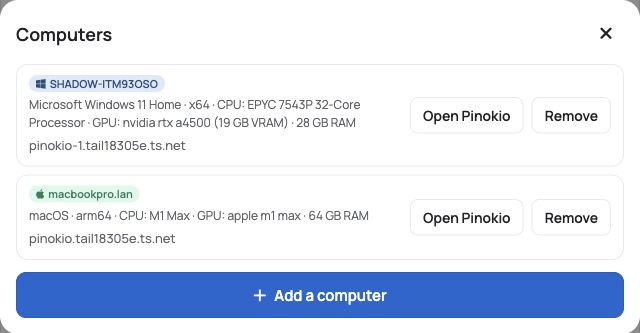 Computers
SHADOW-ITM93OSO
Microsoft Windows 11 Home · x64 · CPU: EPYC 7543P 32-Core
Processor · GPU: nvidia rtx a4500 (19 GB VRAM) · 28 GB RAM
pinokio-1.tail18305e.ts.net
Open Pinokio
Remove
macbookpro.lan
macOS · arm64 · CPU: M1 Max · GPU: apple m1 max · 64 GB RAM
pinokio.tail18305e.ts.net
Open Pinokio
Remove
+ Add a computer